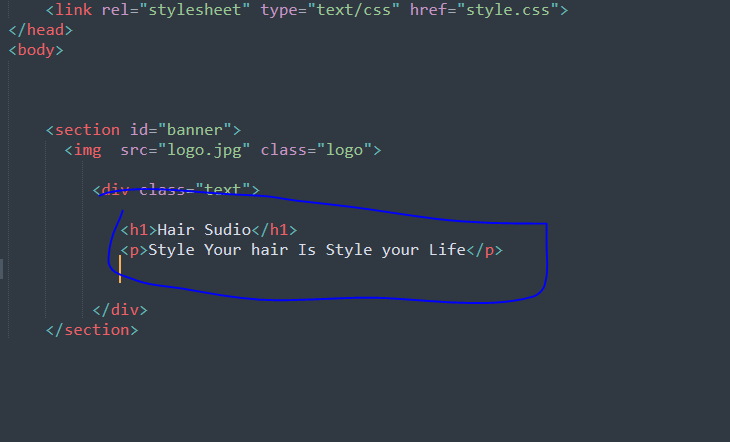 <link rel="stylesheet" type="text/css" href="style.css">
</head>
<body>
<section id="banner">
<img  src="logo.jpg" class="logo">
<div class="text">
<h1>Hair Sudio</h1>
<p>Style Your hair Is Style your Life</p>
</div>
</section>